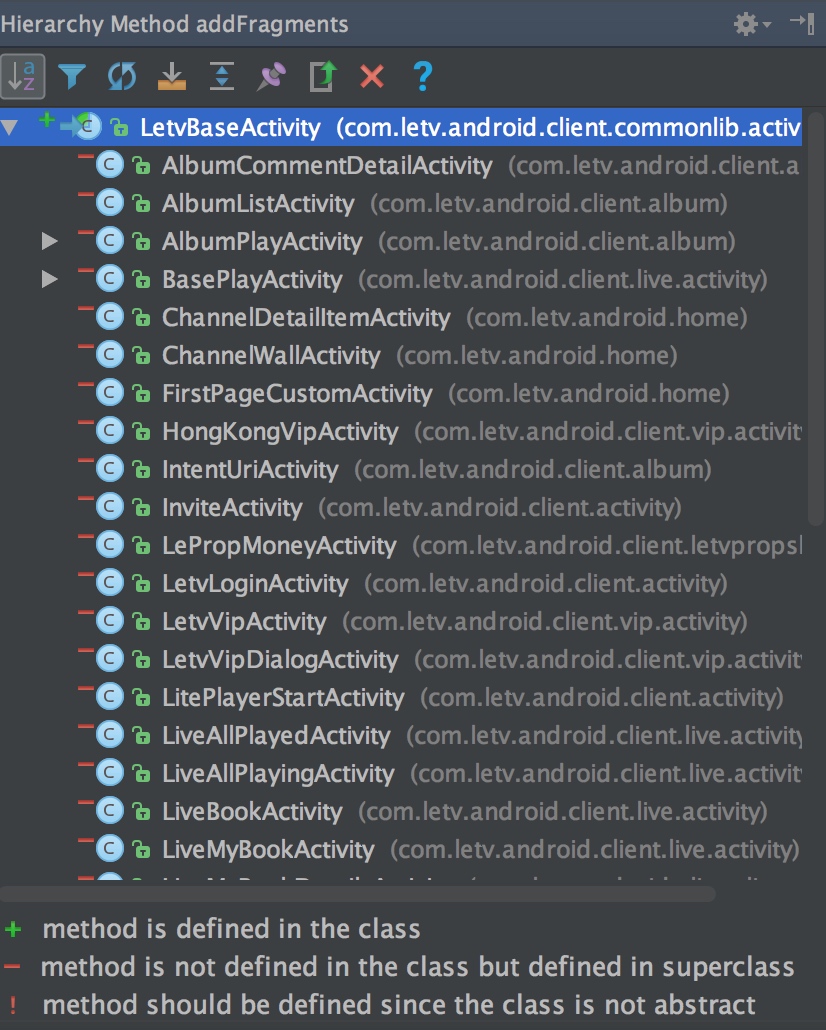 Hierarchy Method addFragments
LetvBaseActivity (com.letv.android.client.commonlib.activ
AlbumCommentDetailActivity (com.letv.android.client.a
AlbumListActivity (com.letv.android.client.album)
AlbumPlayActivity (com.letv.android.client.album)
BasePlayActivity (com.letv.android.client.live.activity)
ChannelDetailItemActivity (com.letv.android.home)
ChannelWallActivity (com.letv.android.home)
FirstPageCustomActivity (com.letv.android.home)
HongKongVipActivity (com.letv.android.client.vip.activit
IntentUriActivity (com.letv.android.client.album)
InviteActivity (com.letv.android.client.activity)
LePropMoneyActivity (com.letv.android.client.letvpropsl
LetvLoginActivity (com.letv.android.client.activity)
LetvVipActivity (com.letv.android.client.vip.activity)
LetvVipDialogActivity (com.letv.android.client.vip.activit
LitePlayerStartActivity (com.letv.android.client.activity)
LiveAllPlayedActivity (com.letv.android.client.live.activity
LiveAllPlayingActivity (com.letv.android.client.live.activit
LiveBookActivity (com.letv.android.client.live.activity)
LiveMyBookActivity (com.letv.android.client.live.activity)
+ method is defined in the class
− method is not defined in the class but defined in superclass
! method should be defined since the class is not abstract